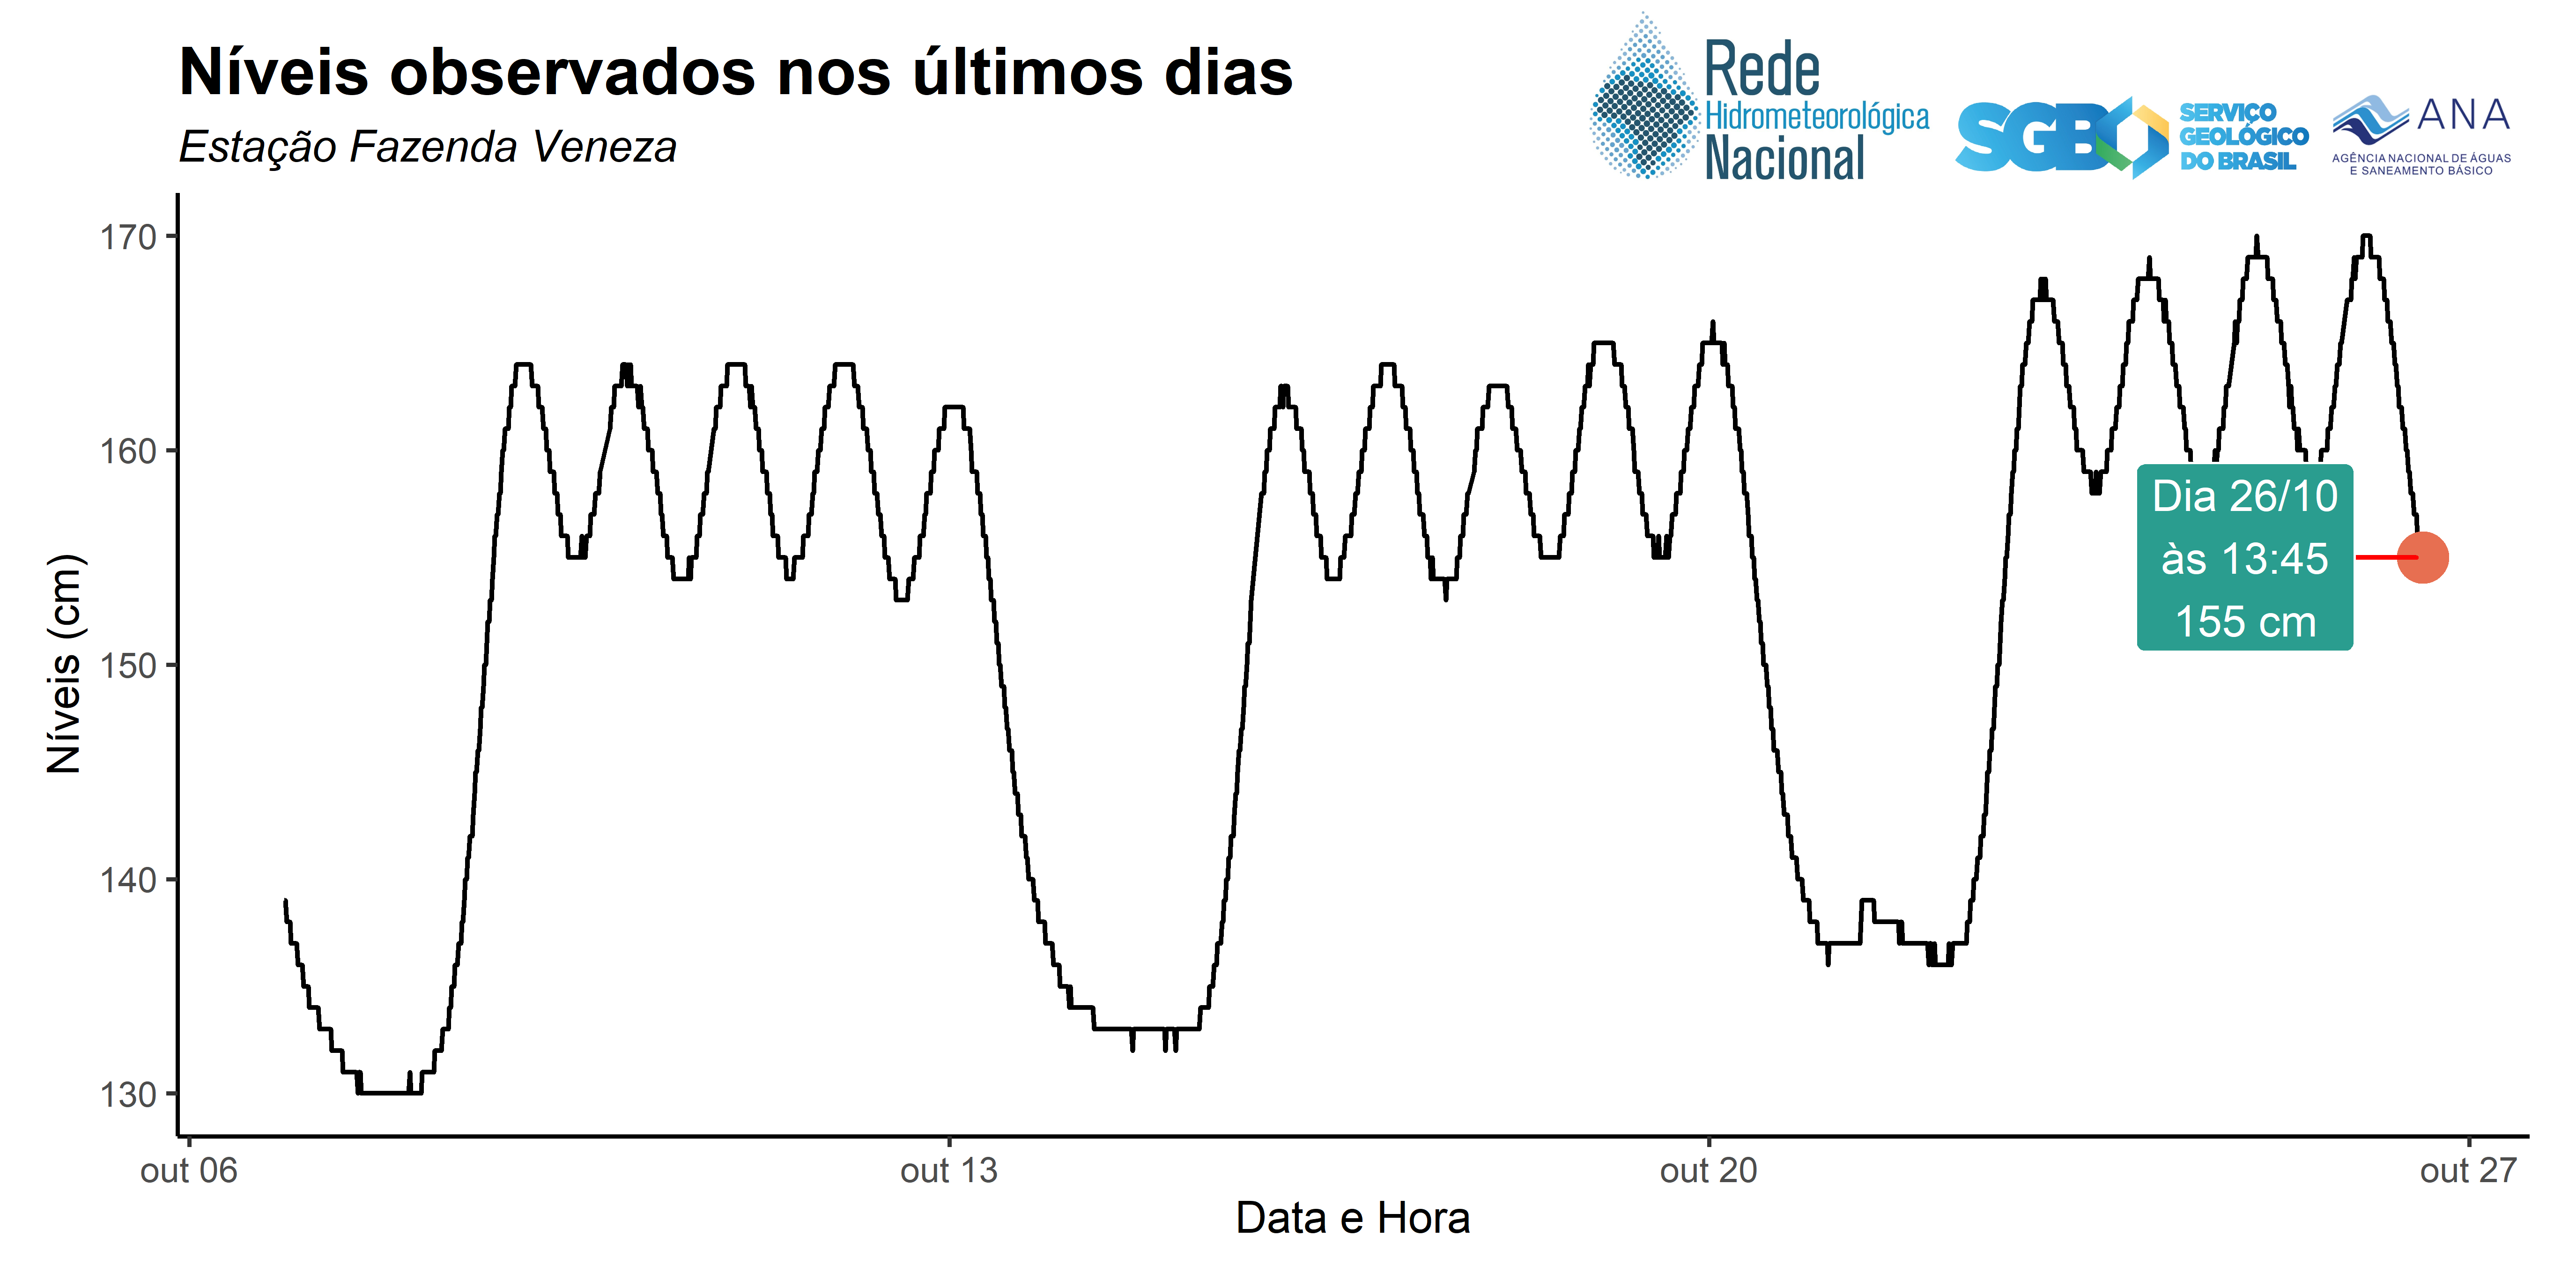 Níveis observados nos últimos dias
Estação Fazenda Veneza
Rede
Hidrometeorológica
Nacional
SGB
SERVIÇO
GEOLÓGICO
DO BRASIL
ANA
AGÊNCIA NACIONAL DE ÁGUAS
E SANEAMENTO BÁSICO
Níveis (cm)
170
160
150
140
130
Dia 26/10
às 13:45
155 cm
out 06
out 13
out 20
out 27
Data e Hora